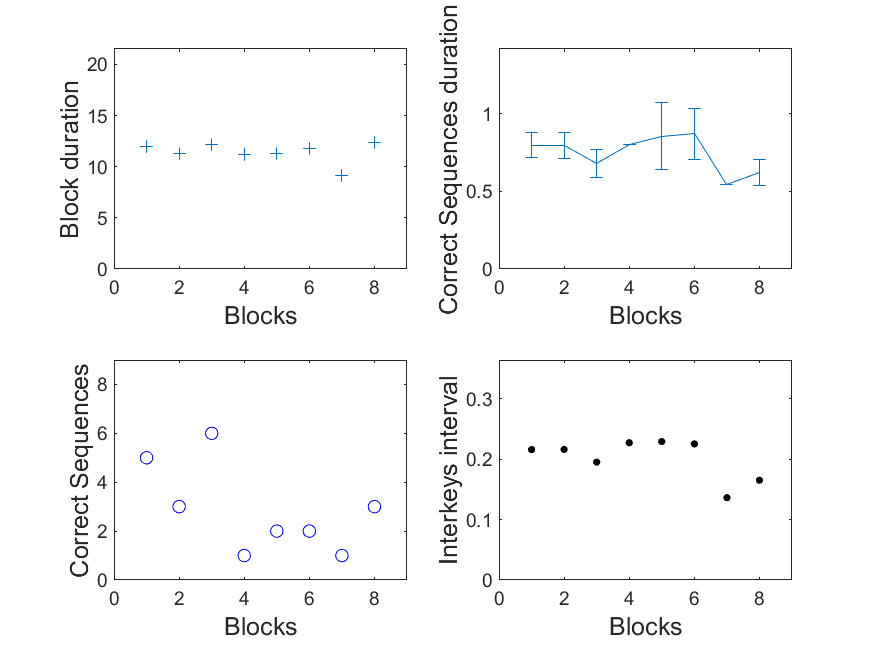 Block duration
20
15
10
5
0
0 2 4 6 8
Blocks
Correct Sequences duration
1
0.5
0
0 2 4 6 8
Blocks
Correct Sequences
8
6
4
2
0
0 2 4 6 8
Blocks
Interkeys interval
0.3
0.2
0.1
0
0 2 4 6 8
Blocks